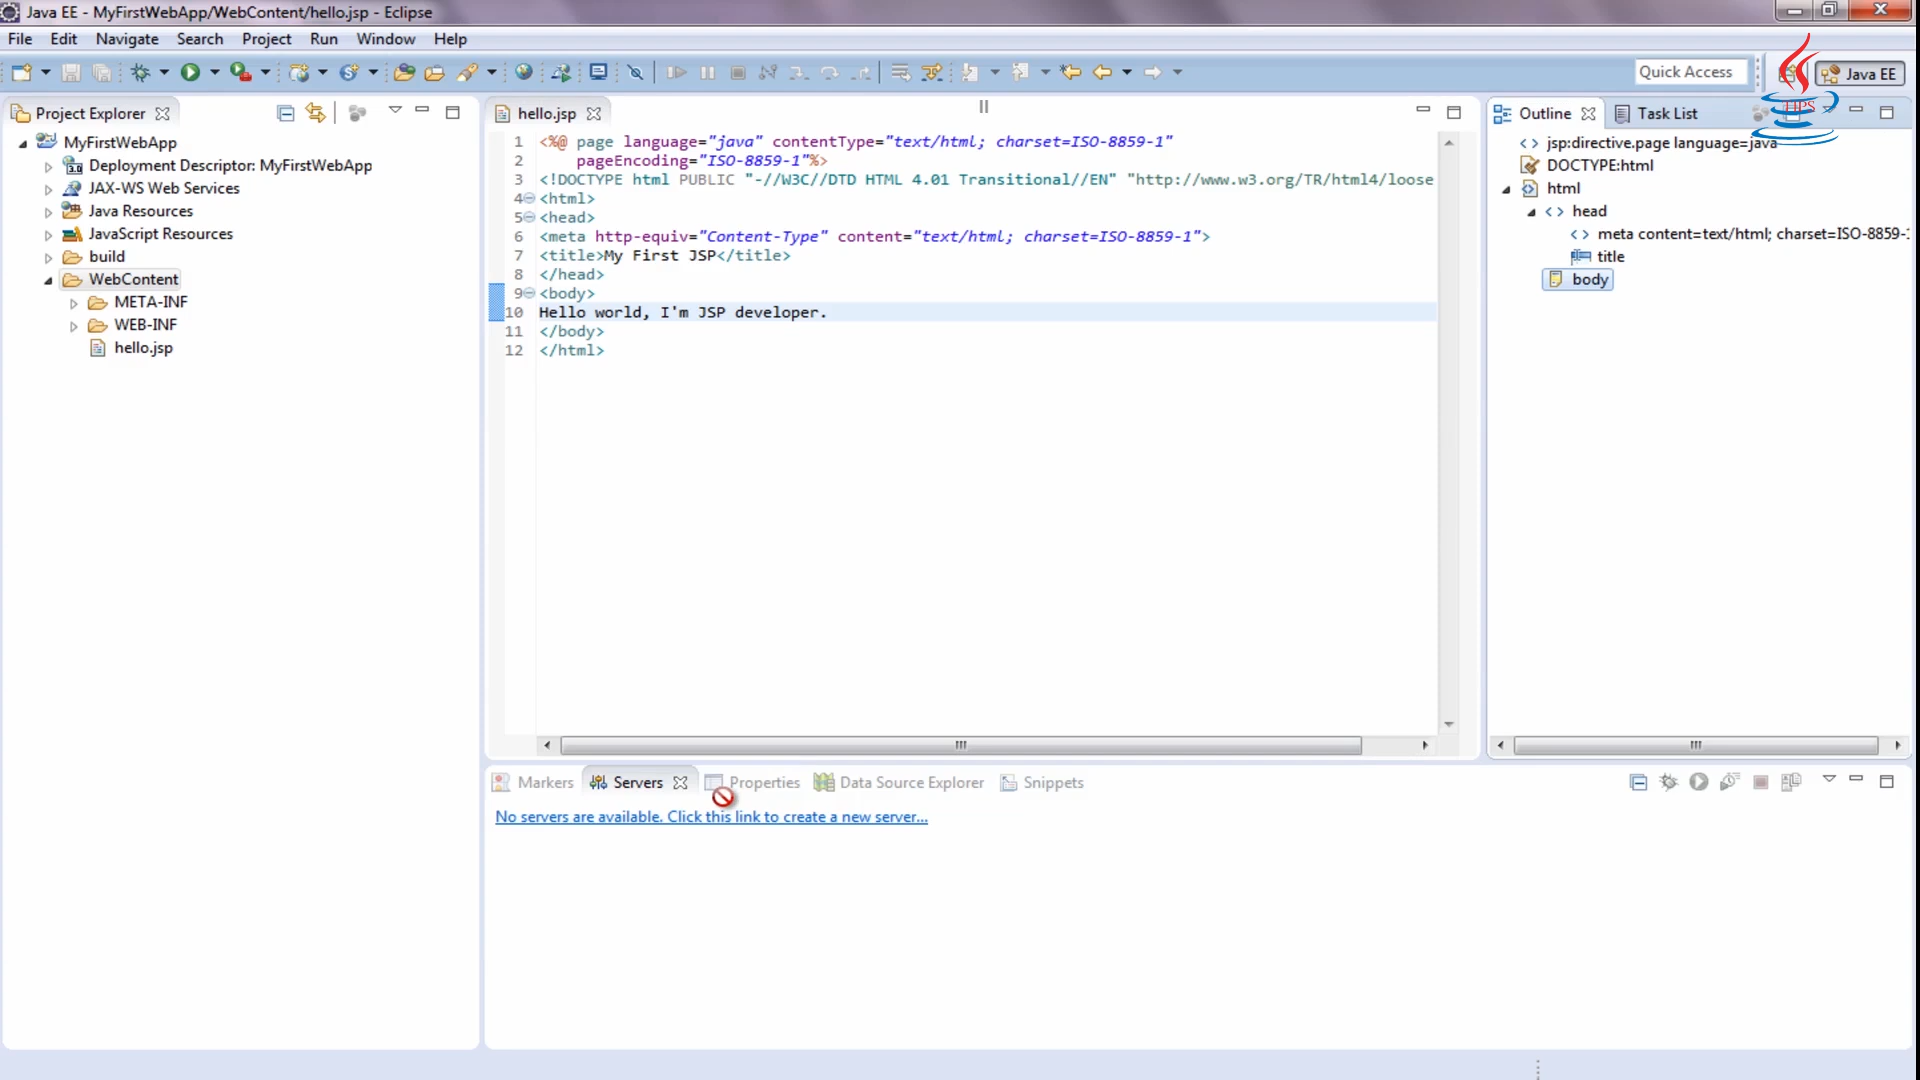 Java EE - MyFirstWebApp/WebContent/hello.jsp - Eclipse
File Edit Navigate Search Project Run Window Help
Quick Access
Java EE
TIPS
Project Explorer
MyFirstWebApp
3.0 Deployment Descriptor: MyFirstWebApp
JAX-WS Web Services
Java Resources
JavaScript Resources
build
WebContent
META-INF
WEB-INF
hello.jsp
hello.jsp
1 <%@ page language="java" contentType="text/html; charset=ISO-8859-1"
2 pageEncoding="ISO-8859-1"%>
3 <!DOCTYPE html PUBLIC "-//W3C//DTD HTML 4.01 Transitional//EN" "http://www.w3.org/TR/html4/loose
4 <html>
5 <head>
6 <meta http-equiv="Content-Type" content="text/html; charset=ISO-8859-1">
7 <title>My First JSP</title>
8 </head>
9 <body>
10 Hello world, I'm JSP developer.
11 </body>
12 </html>
Outline Task List
jsp:directive.page language=java
DOCTYPE:html
html
head
meta content=text/html; charset=ISO-8859-
title
body
Markers Servers Properties Data Source Explorer Snippets
No servers are available. Click this link to create a new server...